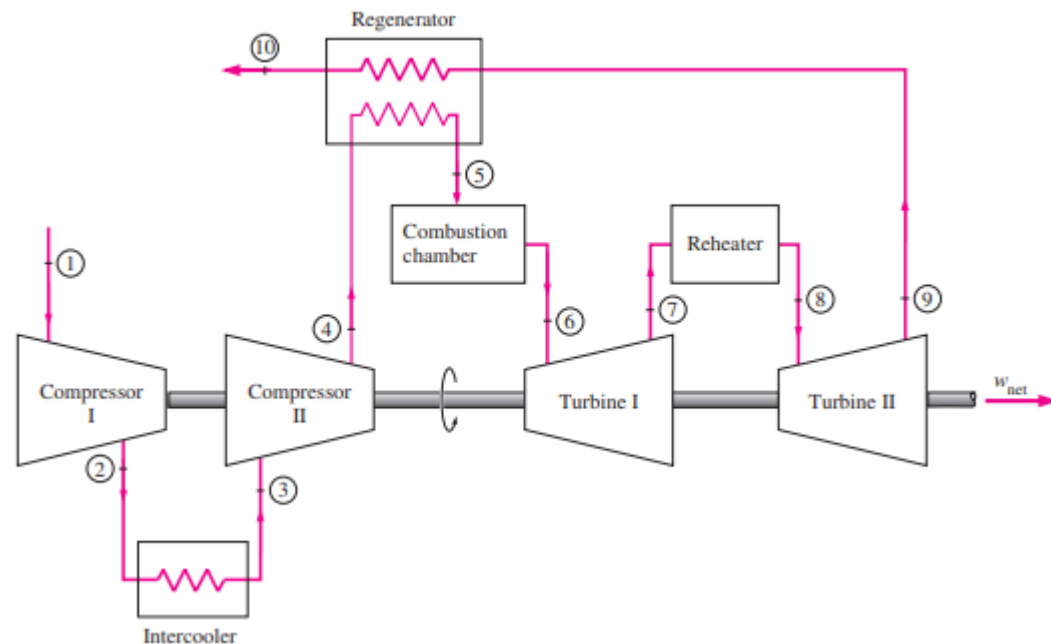 Regenerator
10
5
Combustion
chamber
Reheater
1
4
6
7
8
9
Compressor
I
Compressor
II
Turbine I
Turbine II
w_net
2
3
Intercooler